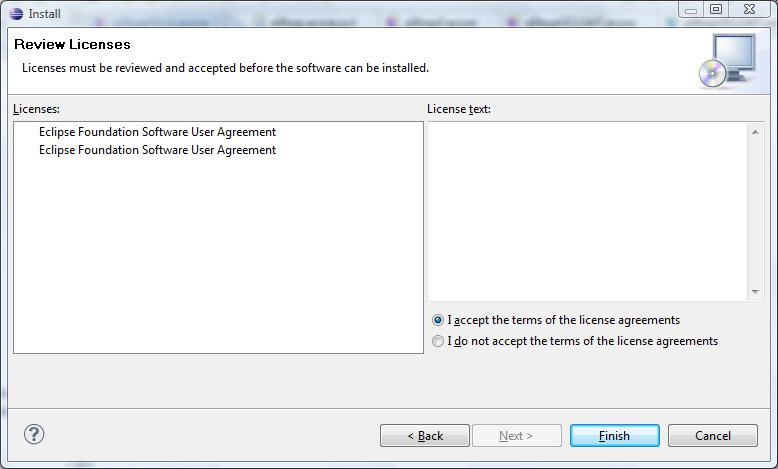 Install
Review Licenses
Licenses must be reviewed and accepted before the software can be installed.
Licenses:
License text:
Eclipse Foundation Software User Agreement
Eclipse Foundation Software User Agreement
I accept the terms of the license agreements
I do not accept the terms of the license agreements
?
< Back
Next >
Finish
Cancel